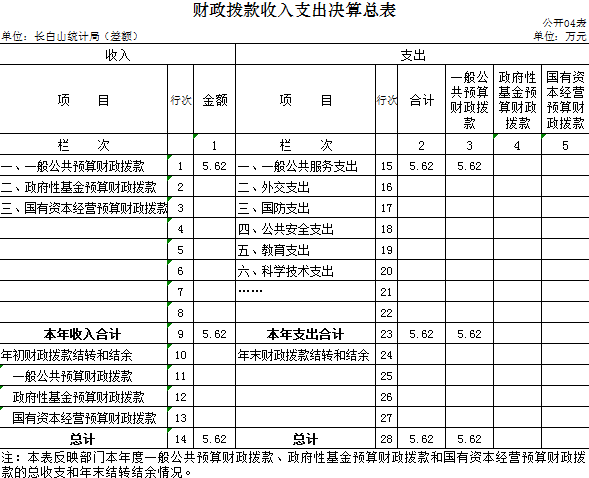 财政拨款收入支出决算总表
公开04表
单位：长白山统计局（差额） 单位：万元
收入 支出
项 目 行次 金额 项 目 行次 合计 一般公共预算财政拨款 政府性基金预算财政拨款 国有资本经营预算财政拨款
栏 次 1 栏 次 2 3 4 5
一、一般公共预算财政拨款 1 5.62 一、一般公共服务支出 15 5.62 5.62
二、政府性基金预算财政拨款 2 二、外交支出 16
三、国有资本经营预算财政拨款 3 三、国防支出 17
4 四、公共安全支出 18
5 五、教育支出 19
6 六、科学技术支出 20
7 …… 21
8 22
本年收入合计 9 5.62 本年支出合计 23 5.62 5.62
年初财政拨款结转和结余 10 年末财政拨款结转和结余 24
一般公共预算财政拨款 11 25
政府性基金预算财政拨款 12 26
国有资本经营预算财政拨款 13 27
总计 14 5.62 总计 28 5.62 5.62
注：本表反映部门本年度一般公共预算财政拨款、政府性基金预算财政拨款和国有资本经营预算财政拨
款的总收支和年末结转结余情况。